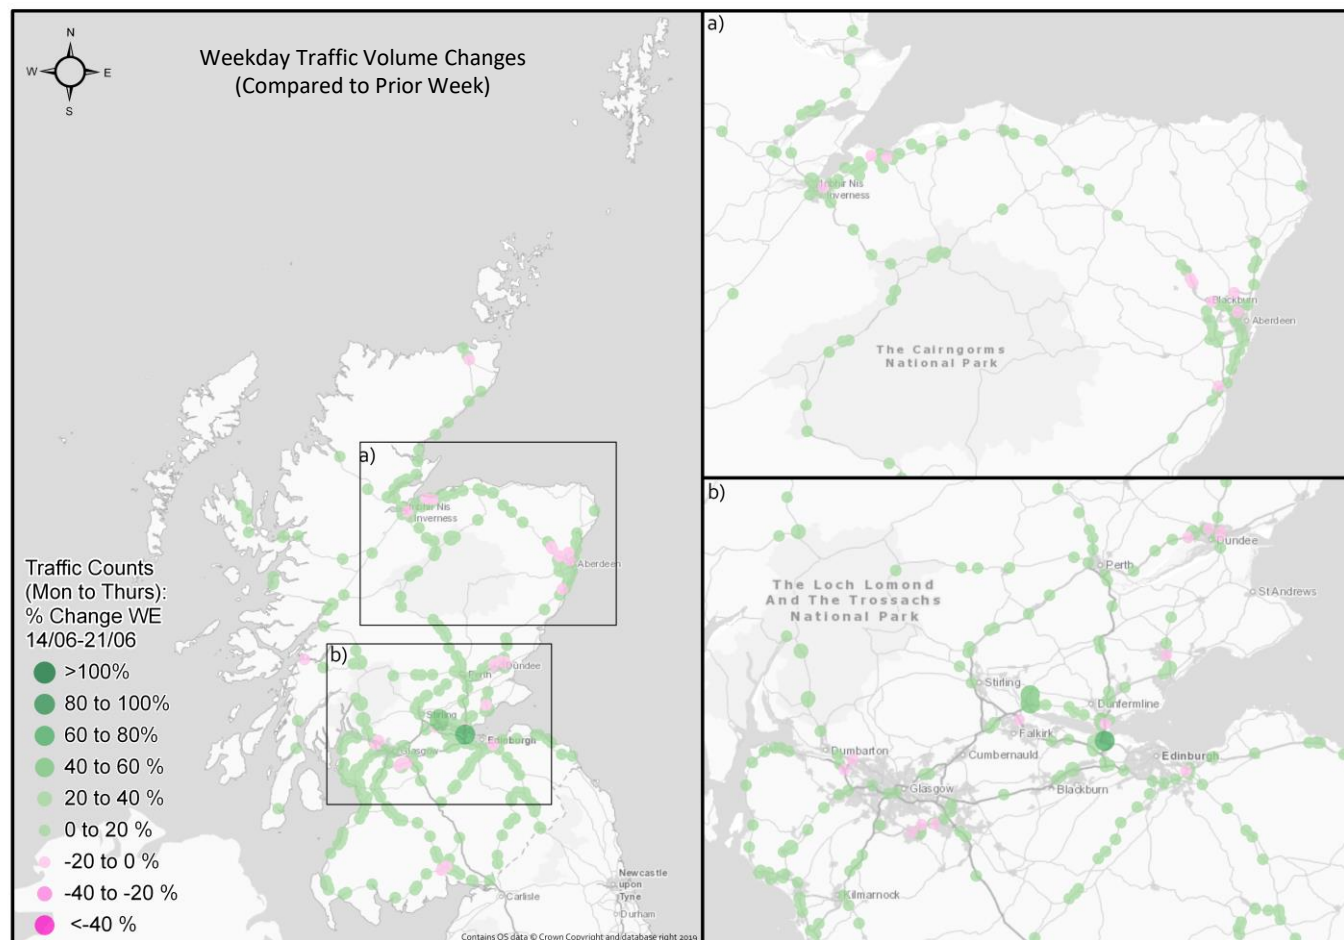 N
W E
S
Weekday Traffic Volume Changes
(Compared to Prior Week)
a)
Inverness
Aberdeen
b)
Dundee
Perth
Stirling
Edinburgh
Glasgow
Carlisle
Newcastle
upon
Tyne
Durham
Traffic Counts
(Mon to Thurs):
% Change WE
14/06-21/06
>100%
80 to 100%
60 to 80%
40 to 60 %
20 to 40 %
0 to 20 %
-20 to 0 %
-40 to -20 %
<-40 %
Contains OS data © Crown Copyright and database right 2019
a)
Nis
Inverness
Blackburn
Aberdeen
The Cairngorms
National Park
b)
Dundee
Perth
St Andrews
The Loch Lomond
And The Trossachs
National Park
Stirling
Dunfermline
Falkirk
Dumbarton
Cumbernauld
Edinburgh
Glasgow
Blackburn
Kilmarnock